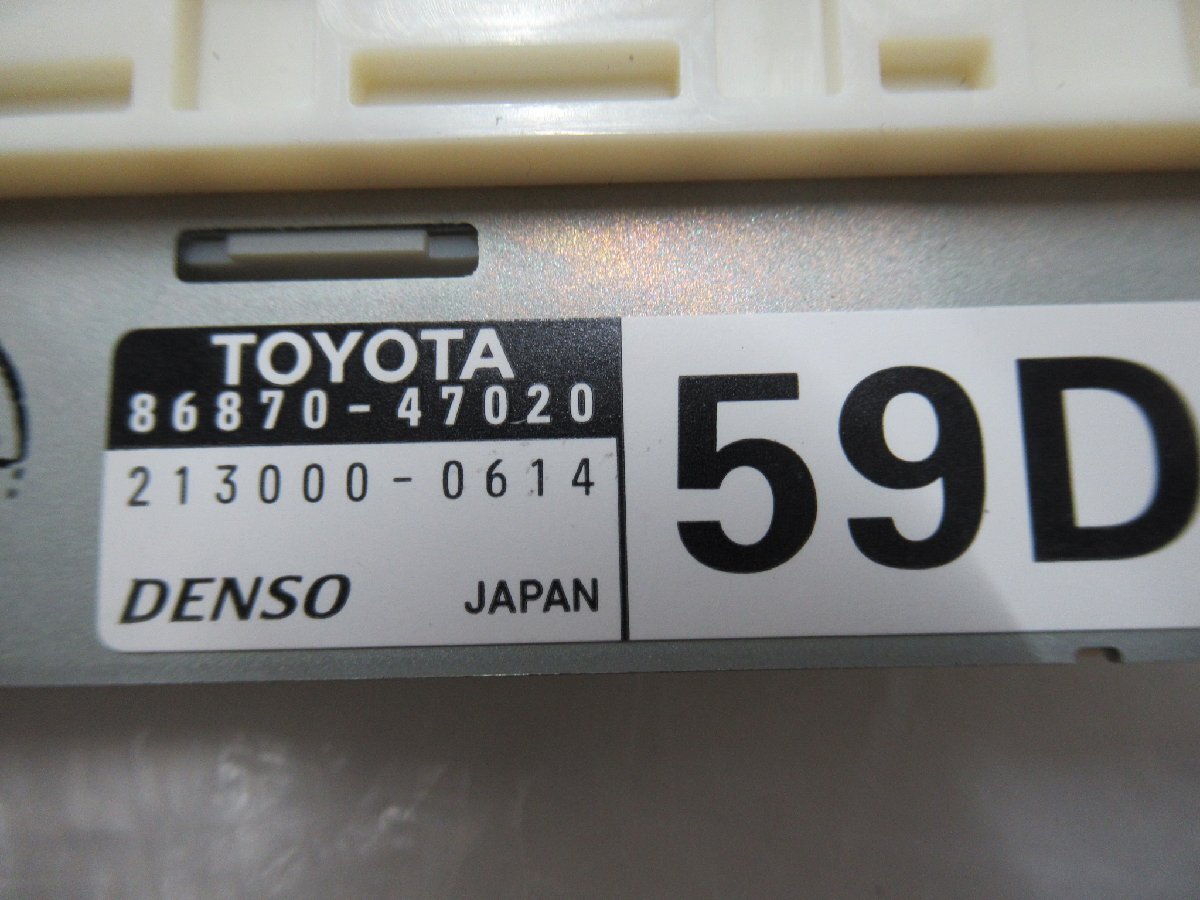 TOYOTA
86870-47020
213000-0614
DENSO JAPAN
59D